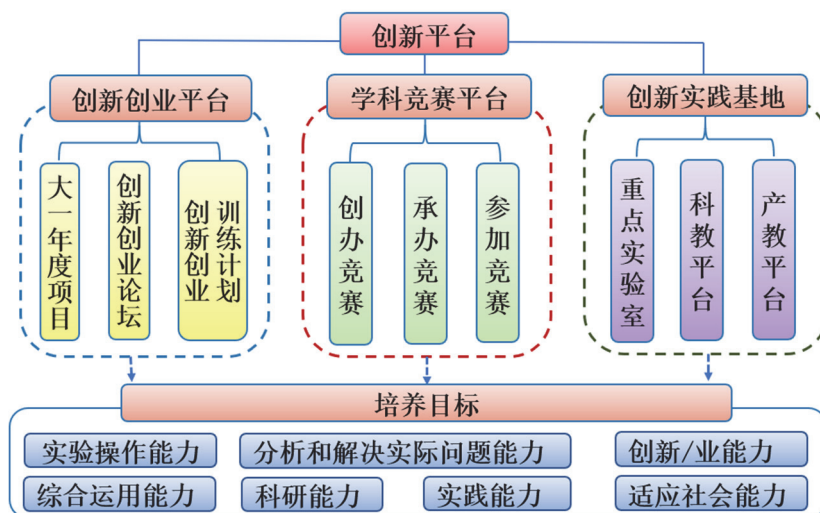 创新平台
创新创业平台
学科竞赛平台
创新实践基地
大一年度项目
创新创业论坛
创新创业
训练计划
创办竞赛
承办竞赛
参加竞赛
重点实验室
科教平台
产教平台
培养目标
实验操作能力
分析和解决实际问题能力
创新/业能力
综合运用能力
科研能力
实践能力
适应社会能力